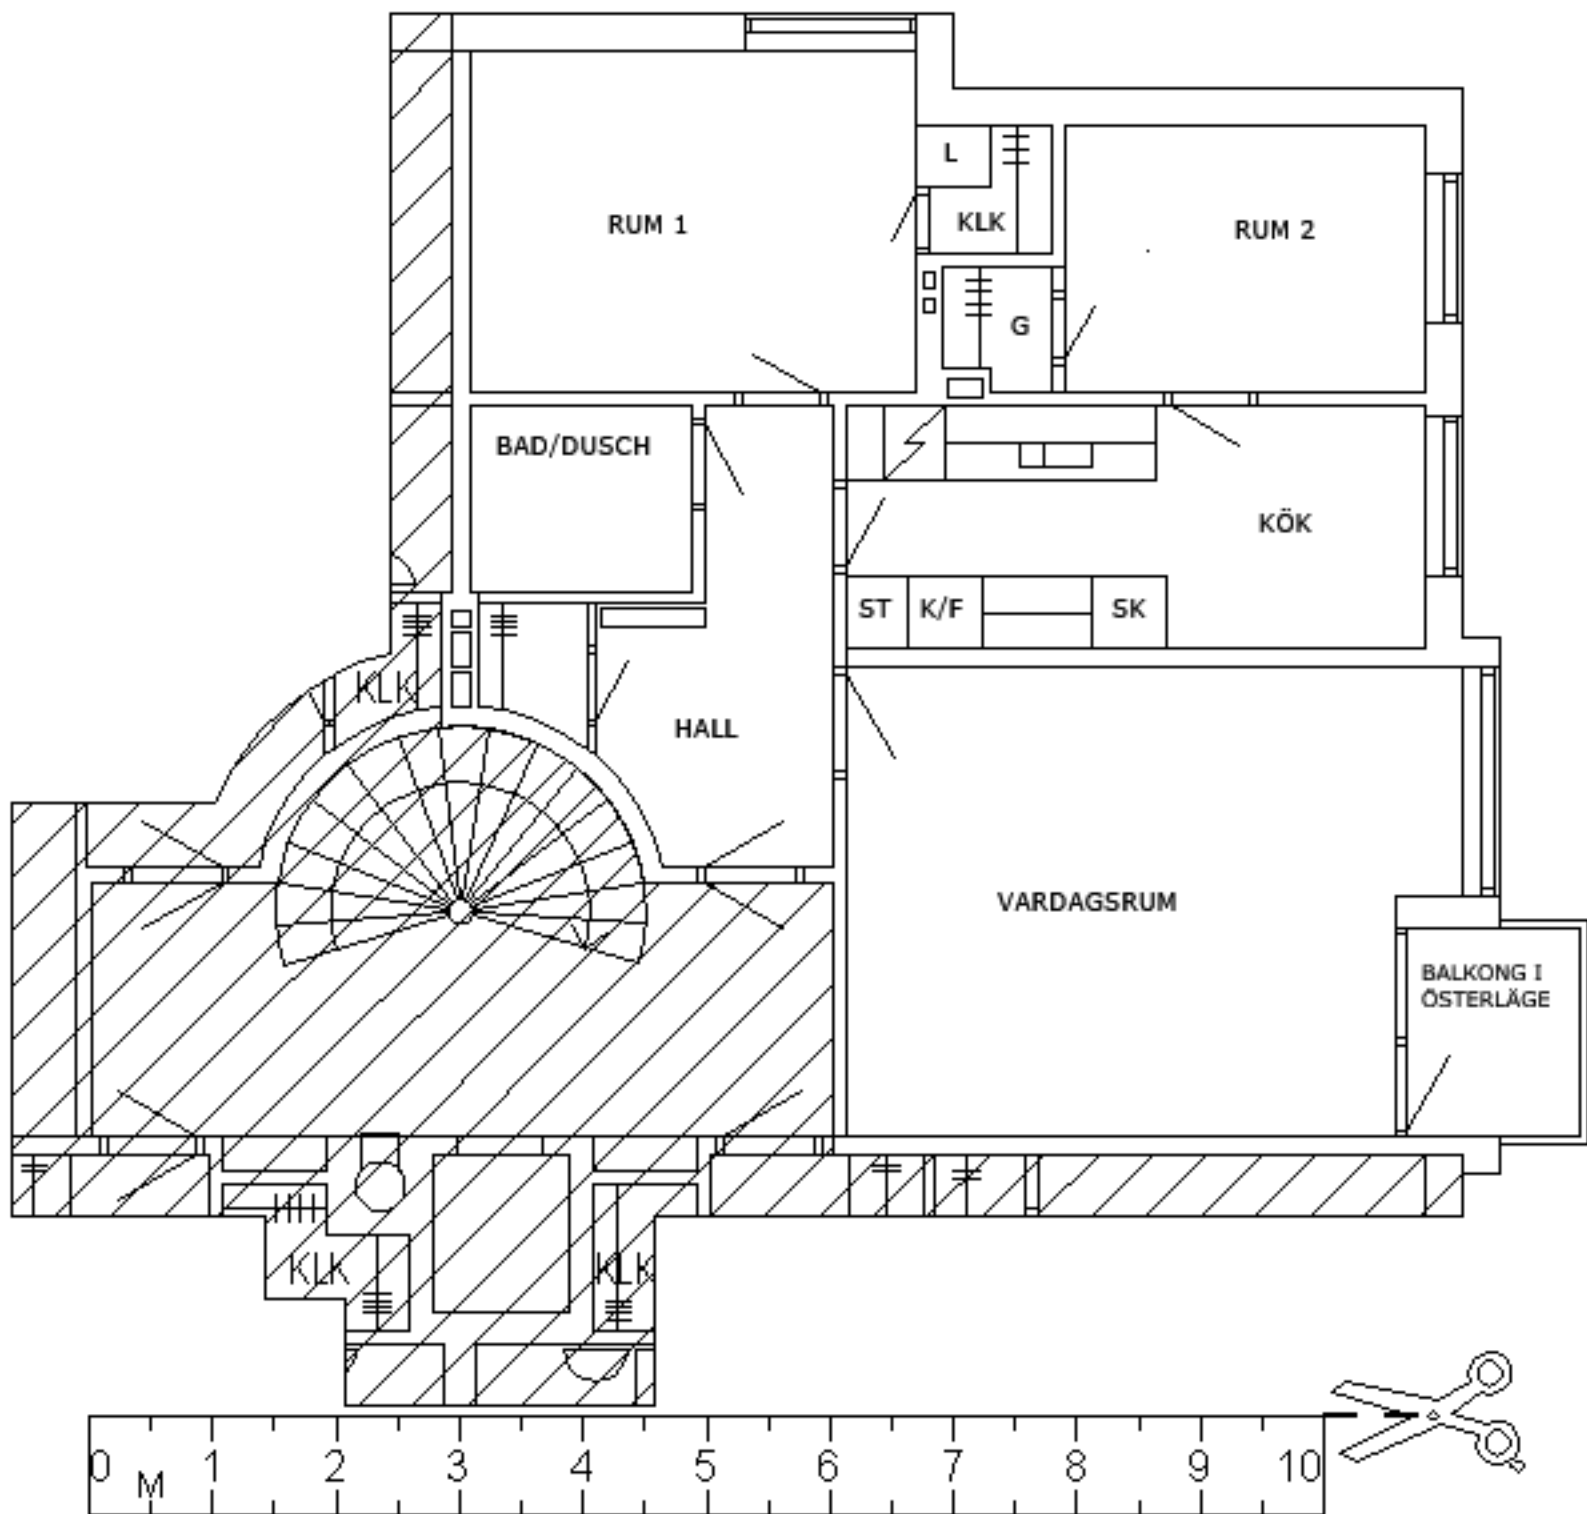 L
RUM 1
KLK
RUM 2
G
BAD/DUSCH
KÖK
ST
K/F
SK
KLK
HALL
VARDAGSRUM
BALKONG I
ÖSTERLÄGE
KLK
KLK
0 M 1 2 3 4 5 6 7 8 9 10